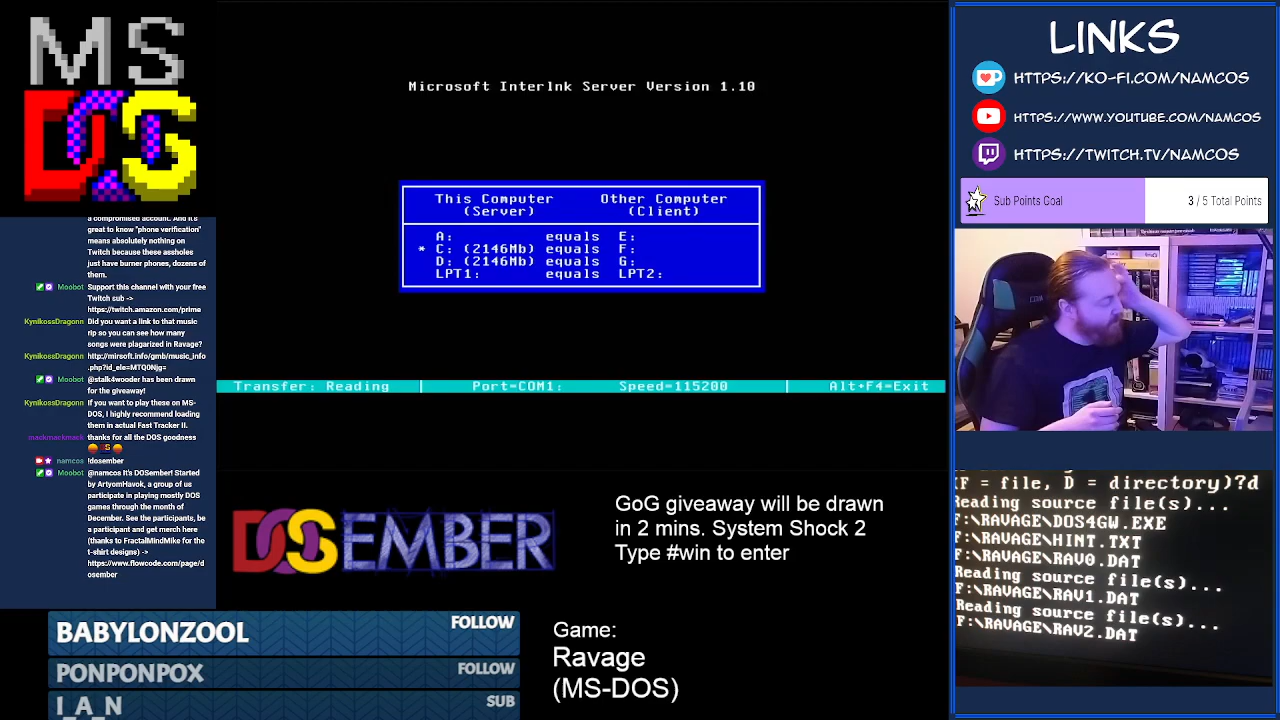 MS
DOS
a compromised account. And it's
great to know "phone verification"
means absolutely nothing on
Twitch because these assholes
just have burner phones, dozens of
them.
Moobot Support this channel with your free
Twitch sub ->
https://twitch.amazon.com/prime
KynikossDragonn Did you want a link to that music
rip so you can see how many
songs were plagarized in Ravage?
KynikossDragonn http://mirsoft.info/gmb/music_info
.php?id_ele=MTQ0Njg=
Moobot @stalk4wooder has been drawn
for the giveaway!
KynikossDragonn If you want to play these on MS-
DOS, I highly recommend loading
them in actual Fast Tracker II.
mackmackmack thanks for all the DOS goodness
namcos !dosember
Moobot @namcos It's DOSember! Started
by ArtyomHavok, a group of us
participate in playing mostly DOS
games through the month of
December. See the participants, be
a participant and get merch here
(thanks to FractalMindMike for the
t-shirt designs) ->
https://www.flowcode.com/page/d
osember
Microsoft Interlnk Server Version 1.10
This Computer Other Computer
(Server) (Client)
A: equals E:
* C: (2146Mb) equals F:
D: (2146Mb) equals G:
LPT1: equals LPT2:
Transfer: Reading | Port=COM1: Speed=115200 | Alt+F4=Exit
DOSEMBER
GoG giveaway will be drawn
in 2 mins. System Shock 2
Type #win to enter
BABYLONZOOL FOLLOW
PONPONPOX FOLLOW
I_A_N SUB
Game:
Ravage
(MS-DOS)
LINKS
HTTPS://KO-FI.COM/NAMCOS
HTTPS://WWW.YOUTUBE.COM/NAMCOS
HTTPS://TWITCH.TV/NAMCOS
Sub Points Goal 3 / 5 Total Points
(F = file, D = directory)?d
Reading source file(s)...
F:\RAVAGE\DOS4GW.EXE
F:\RAVAGE\HINT.TXT
F:\RAVAGE\RAV0.DAT
Reading source file(s)...
F:\RAVAGE\RAV1.DAT
Reading source file(s)...
F:\RAVAGE\RAV2.DAT